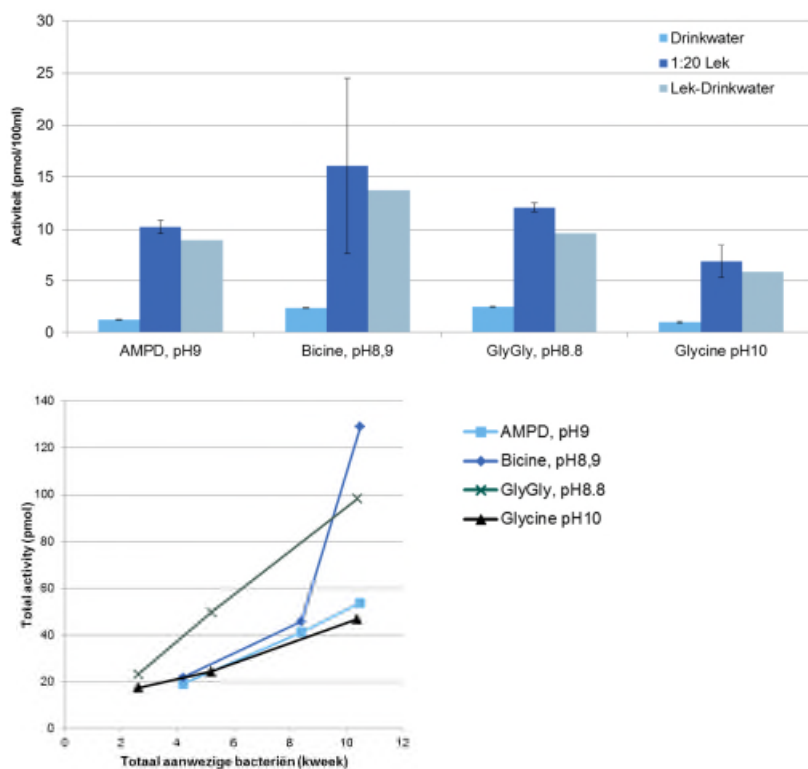 30
25
20
15
10
5
0
Activiteit (pmol/100ml)
Drinkwater
1:20 Lek
Lek-Drinkwater
AMPD, pH9 Bicine, pH8,9 GlyGly, pH8.8 Glycine pH10
140
120
100
80
60
40
20
0
Total activity (pmol)
0 2 4 6 8 10 12
Totaal aanwezige bacteriën (kweek)
AMPD, pH9
Bicine, pH8,9
GlyGly, pH8.8
Glycine pH10